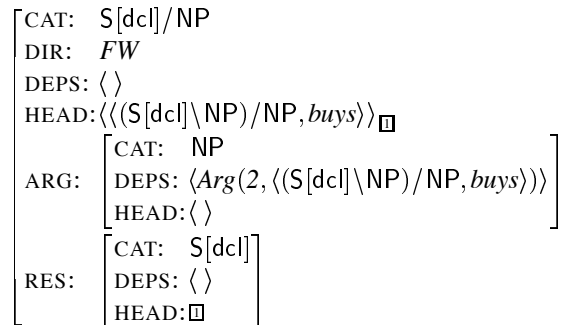 CAT: S[dcl]/NP
DIR: FW
DEPS: ⟨ ⟩
HEAD: ⟨⟨(S[dcl]\NP)/NP, buys⟩⟩ 1
CAT: NP
ARG: DEPS: ⟨Arg(2, ⟨(S[dcl]\NP)/NP, buys⟩)⟩
HEAD: ⟨ ⟩
CAT: S[dcl]
RES: DEPS: ⟨ ⟩
HEAD: 1